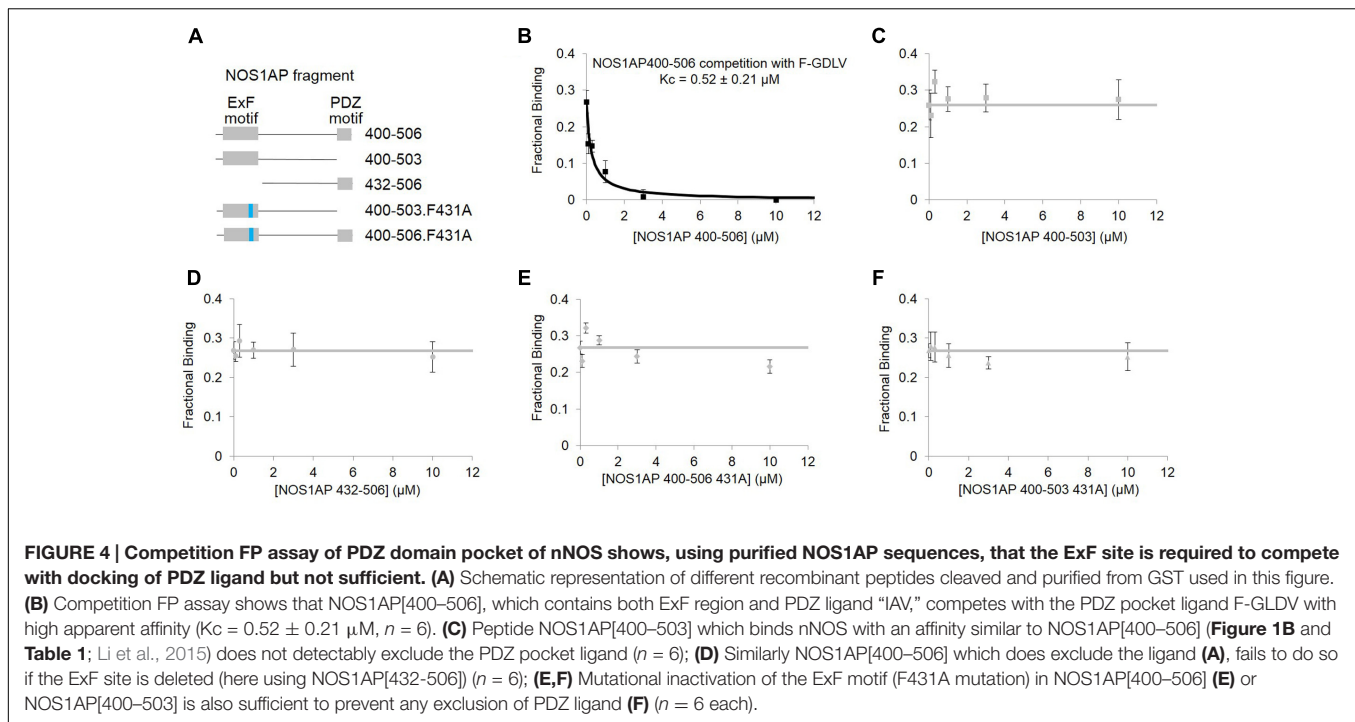 A
NOS1AP fragment
ExF
motif
PDZ
motif
400-506
400-503
432-506
400-503.F431A
400-506.F431A
B
NOS1AP400-506 competition with F-GDLV
Kc = 0.52 ± 0.21 µM
Fractional Binding
0.4
0.3
0.2
0.1
0
0 2 4 6 8 10 12
[NOS1AP 400-506] (µM)
C
Fractional Binding
0.4
0.3
0.2
0.1
0
0 2 4 6 8 10 12
[NOS1AP 400-503] (µM)
D
Fractional Binding
0.4
0.3
0.2
0.1
0
0 2 4 6 8 10 12
[NOS1AP 432-506] (µM)
E
Fractional Binding
0.4
0.3
0.2
0.1
0
0 2 4 6 8 10 12
[NOS1AP 400-506 431A] (µM)
F
Fractional Binding
0.4
0.3
0.2
0.1
0
0 2 4 6 8 10 12
[NOS1AP 400-503 431A] (µM)
FIGURE 4 | Competition FP assay of PDZ domain pocket of nNOS shows, using purified NOS1AP sequences, that the ExF site is required to compete
with docking of PDZ ligand but not sufficient. (A) Schematic representation of different recombinant peptides cleaved and purified from GST used in this figure.
(B) Competition FP assay shows that NOS1AP[400–506], which contains both ExF region and PDZ ligand “IAV,” competes with the PDZ pocket ligand F-GLDV with
high apparent affinity (Kc = 0.52 ± 0.21 µM, n = 6). (C) Peptide NOS1AP[400–503] which binds nNOS with an affinity similar to NOS1AP[400–506] (Figure 1B and
Table 1; Li et al., 2015) does not detectably exclude the PDZ pocket ligand (n = 6); (D) Similarly NOS1AP[400–506] which does exclude the ligand (A), fails to do so
if the ExF site is deleted (here using NOS1AP[432-506]) (n = 6); (E,F) Mutational inactivation of the ExF motif (F431A mutation) in NOS1AP[400–506] (E) or
NOS1AP[400–503] is also sufficient to prevent any exclusion of PDZ ligand (F) (n = 6 each).